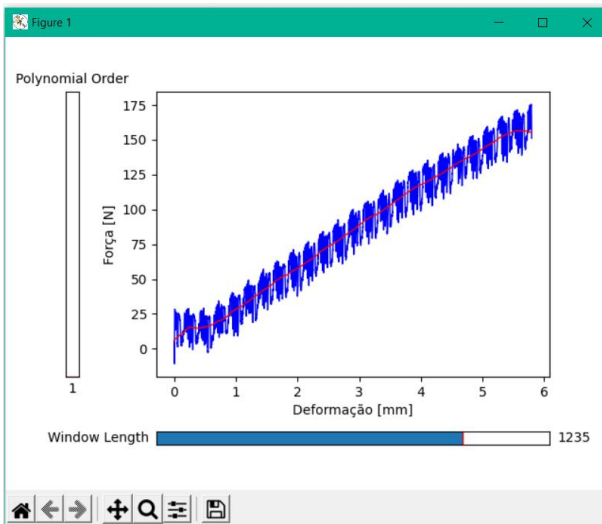 Figure 1
Polynomial Order
1
Força [N]
175
150
125
100
75
50
25
0
0 1 2 3 4 5 6
Deformação [mm]
Window Length 1235